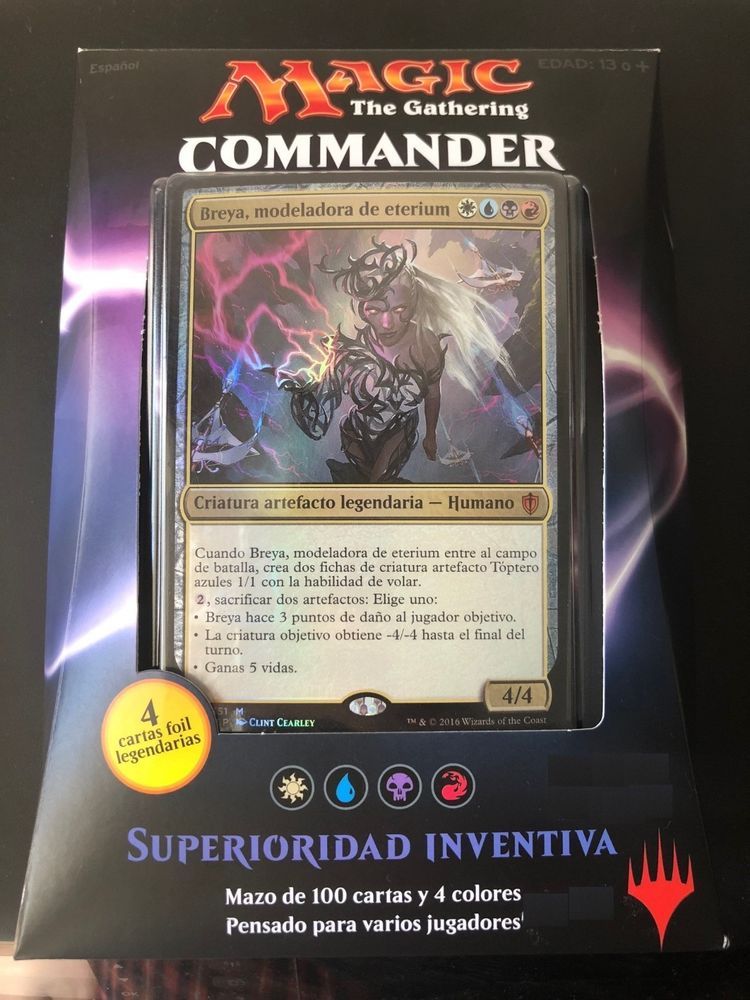 Español
EDAD: 13 o +
MAGIC
The Gathering
COMMANDER
Breya, modeladora de eterium
Criatura artefacto legendaria — Humano
Cuando Breya, modeladora de eterium entre al campo
de batalla, crea dos fichas de criatura artefacto Tóptero
azules 1/1 con la habilidad de volar.
2, sacrificar dos artefactos: Elige uno:
• Breya hace 3 puntos de daño al jugador objetivo.
• La criatura objetivo obtiene -4/-4 hasta el final del
turno.
• Ganas 5 vidas.
4/4
M
CLINT CEARLEY
™ & © 2016 Wizards of the Coast
4
cartas foil
legendarias
SUPERIORIDAD INVENTIVA
Mazo de 100 cartas y 4 colores
Pensado para varios jugadores